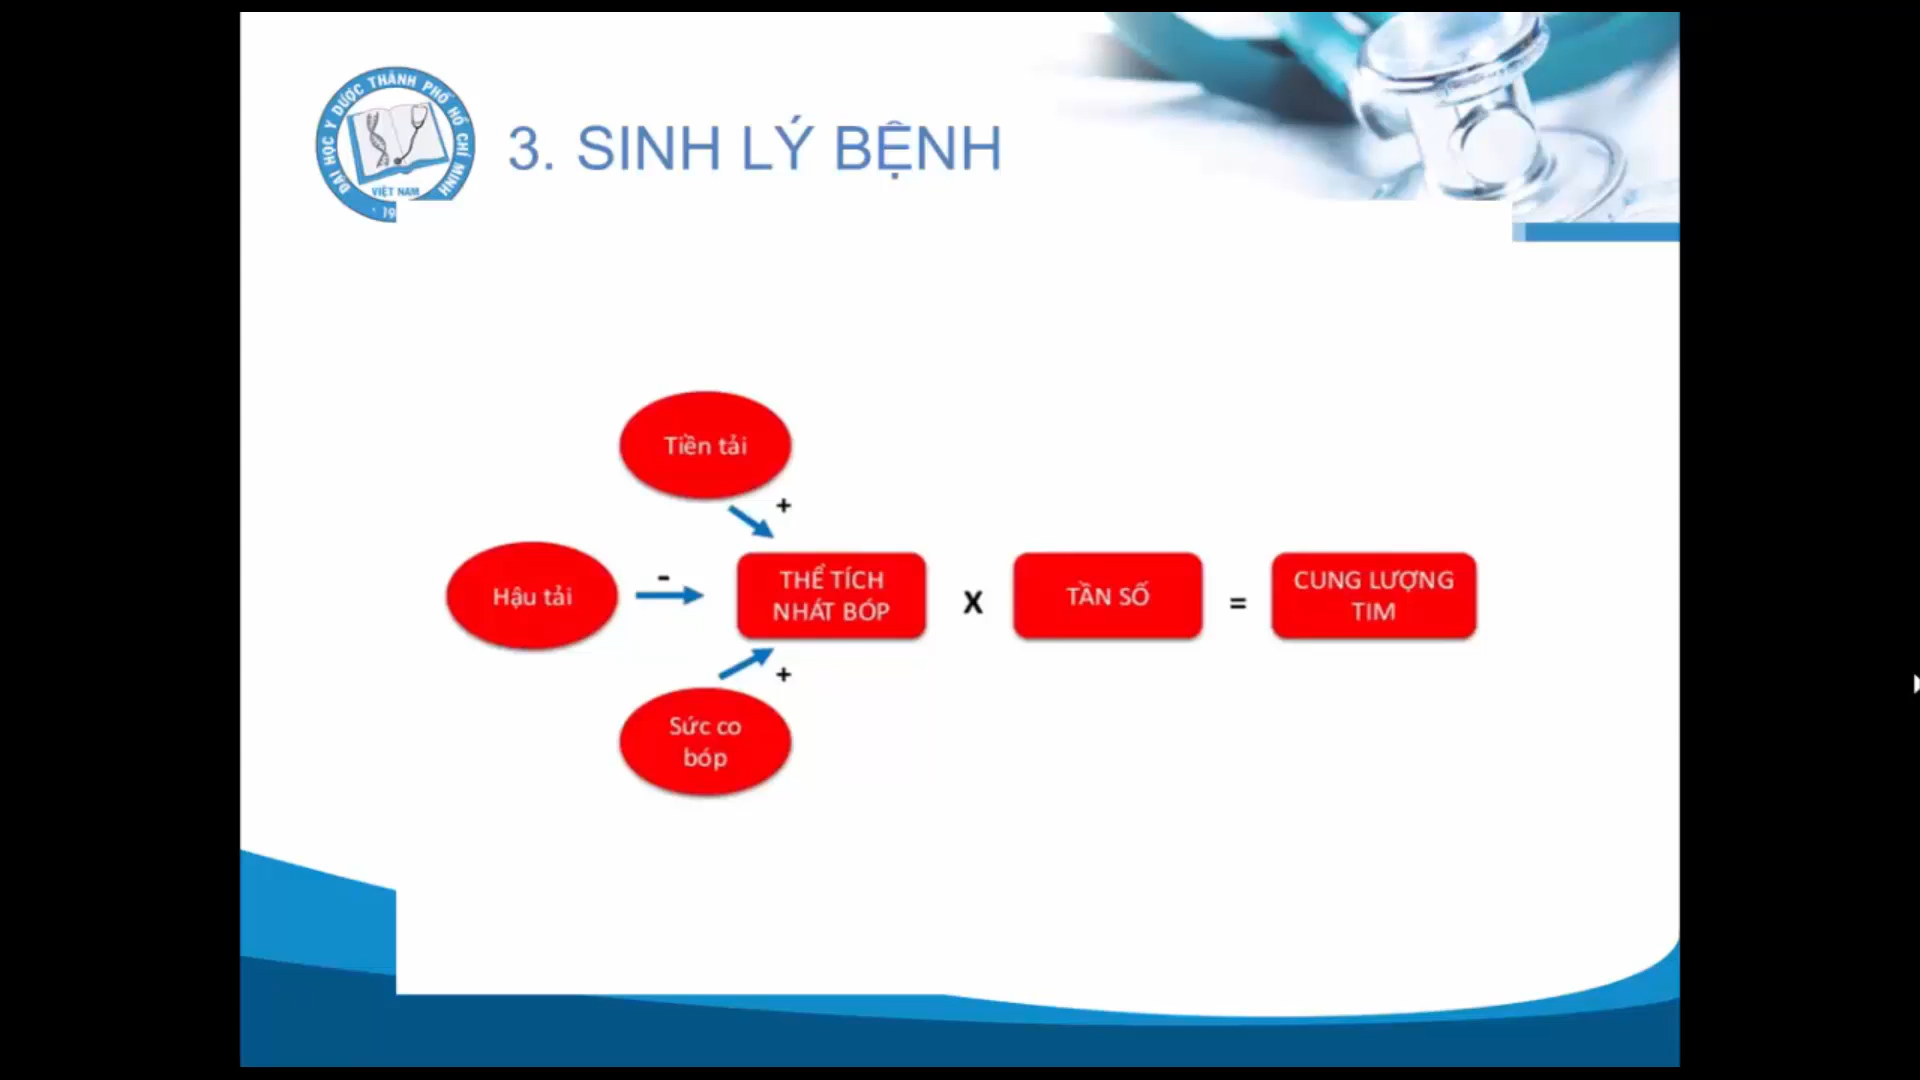 ĐẠI HỌC Y DƯỢC THÀNH PHỐ HỒ CHÍ MINH
VIỆT NAM
3. SINH LÝ BỆNH
Tiền tải
+
Hậu tải
-
THỂ TÍCH
NHÁT BÓP
X
TẦN SỐ
=
CUNG LƯỢNG
TIM
+
Sức co
bóp